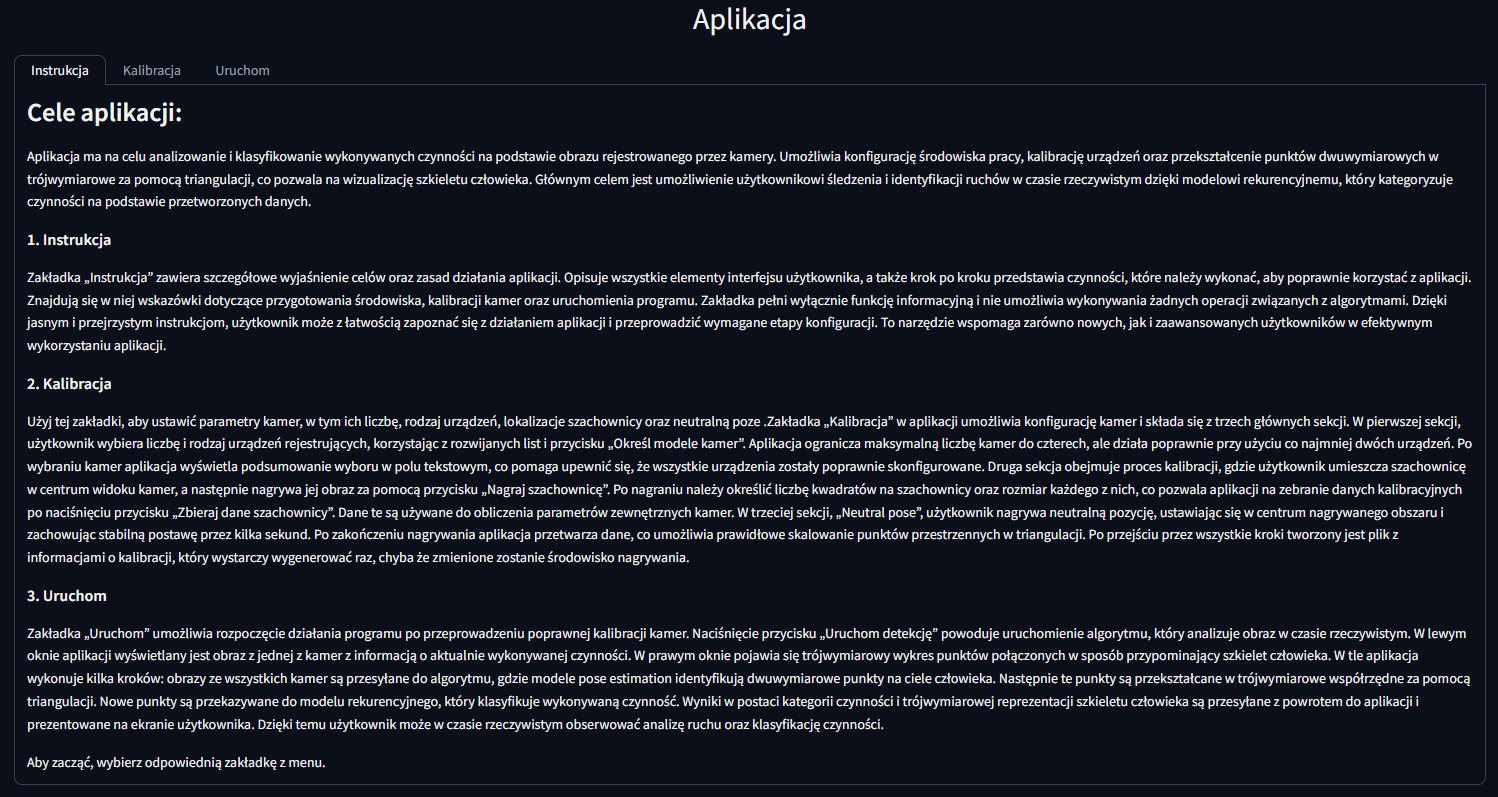 Aplikacja
Instrukcja
Kalibracja
Uruchom
Cele aplikacji:
Aplikacja ma na celu analizowanie i klasyfikowanie wykonywanych czynności na podstawie obrazu rejestrowanego przez kamery. Umożliwia konfigurację środowiska pracy, kalibrację urządzeń oraz przekształcenie punktów dwuwymiarowych w
trójwymiarowe za pomocą triangulacji, co pozwala na wizualizację szkieletu człowieka. Głównym celem jest umożliwienie użytkownikowi śledzenia i identyfikacji ruchów w czasie rzeczywistym dzięki modelowi rekurencyjnemu, który kategoryzuje
czynności na podstawie przetworzonych danych.
1. Instrukcja
Zakładka „Instrukcja” zawiera szczegółowe wyjaśnienie celów oraz zasad działania aplikacji. Opisuje wszystkie elementy interfejsu użytkownika, a także krok po kroku przedstawia czynności, które należy wykonać, aby poprawnie korzystać z aplikacji.
Znajdują się w niej wskazówki dotyczące przygotowania środowiska, kalibracji kamer oraz uruchomienia programu. Zakładka pełni wyłącznie funkcję informacyjną i nie umożliwia wykonywania żadnych operacji związanych z algorytmami. Dzięki
jasnym i przejrzystym instrukcjom, użytkownik może z łatwością zapoznać się z działaniem aplikacji i przeprowadzić wymagane etapy konfiguracji. To narzędzie wspomaga zarówno nowych, jak i zaawansowanych użytkowników w efektywnym
wykorzystaniu aplikacji.
2. Kalibracja
Użyj tej zakładki, aby ustawić parametry kamer, w tym ich liczbę, rodzaj urządzeń, lokalizacje szachownicy oraz neutralną poze .Zakładka „Kalibracja” w aplikacji umożliwia konfigurację kamer i składa się z trzech głównych sekcji. W pierwszej sekcji,
użytkownik wybiera liczbę i rodzaj urządzeń rejestrujących, korzystając z rozwijanych list i przycisku „Określ modele kamer”. Aplikacja ogranicza maksymalną liczbę kamer do czterech, ale działa poprawnie przy użyciu co najmniej dwóch urządzeń. Po
wybraniu kamer aplikacja wyświetla podsumowanie wyboru w polu tekstowym, co pomaga upewnić się, że wszystkie urządzenia zostały poprawnie skonfigurowane. Druga sekcja obejmuje proces kalibracji, gdzie użytkownik umieszcza szachownicę
w centrum widoku kamer, a następnie nagrywa jej obraz za pomocą przycisku „Nagraj szachownicę”. Po nagraniu należy określić liczbę kwadratów na szachownicy oraz rozmiar każdego z nich, co pozwala aplikacji na zebranie danych kalibracyjnych
po naciśnięciu przycisku „Zbieraj dane szachownicy”. Dane te są używane do obliczenia parametrów zewnętrznych kamer. W trzeciej sekcji, „Neutral pose”, użytkownik nagrywa neutralną pozycję, ustawiając się w centrum nagrywanego obszaru i
zachowując stabilną postawę przez kilka sekund. Po zakończeniu nagrywania aplikacja przetwarza dane, co umożliwia prawidłowe skalowanie punktów przestrzennych w triangulacji. Po przejściu przez wszystkie kroki tworzony jest plik z
informacjami o kalibracji, który wystarczy wygenerować raz, chyba że zmienione zostanie środowisko nagrywania.
3. Uruchom
Zakładka „Uruchom” umożliwia rozpoczęcie działania programu po przeprowadzeniu poprawnej kalibracji kamer. Naciśnięcie przycisku „Uruchom detekcję” powoduje uruchomienie algorytmu, który analizuje obraz w czasie rzeczywistym. W lewym
oknie aplikacji wyświetlany jest obraz z jednej z kamer z informacją o aktualnie wykonywanej czynności. W prawym oknie pojawia się trójwymiarowy wykres punktów połączonych w sposób przypominający szkielet człowieka. W tle aplikacja
wykonuje kilka kroków: obrazy ze wszystkich kamer są przesyłane do algorytmu, gdzie modele pose estimation identyfikują dwuwymiarowe punkty na ciele człowieka. Następnie te punkty są przekształcane w trójwymiarowe współrzędne za pomocą
triangulacji. Nowe punkty są przekazywane do modelu rekurencyjnego, który klasyfikuje wykonywaną czynność. Wyniki w postaci kategorii czynności i trójwymiarowej reprezentacji szkieletu człowieka są przesyłane z powrotem do aplikacji i
prezentowane na ekranie użytkownika. Dzięki temu użytkownik może w czasie rzeczywistym obserwować analizę ruchu oraz klasyfikację czynności.
Aby zacząć, wybierz odpowiednią zakładkę z menu.